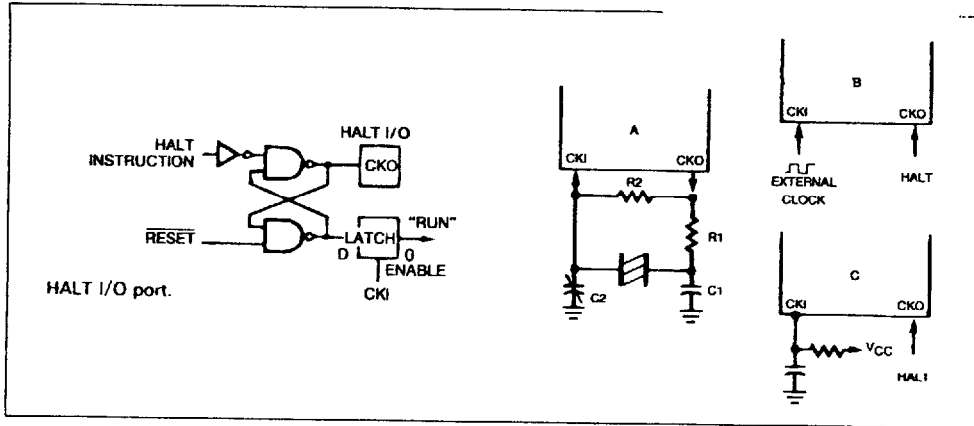 HALT I/O
HALT
INSTRUCTION
CKO
RESET
LATCH
"RUN"
D
0
ENABLE
CKI
HALT I/O port.
A
CKI
CKO
R2
R1
C2
C1
B
CKI
CKO
EXTERNAL
CLOCK
HALT
C
CKI
CKO
VCC
HALT